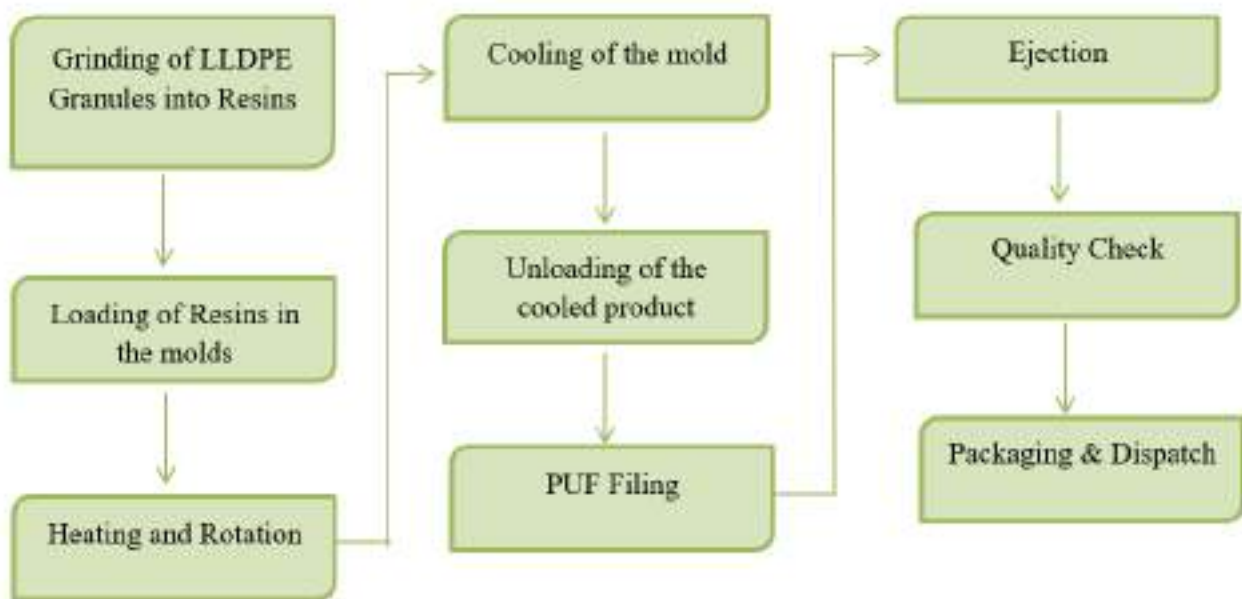 Grinding of LLDPE
Granules into Resins
Loading of Resins in
the molds
Heating and Rotation
Cooling of the mold
Unloading of the
cooled product
PUF Filing
Ejection
Quality Check
Packaging & Dispatch